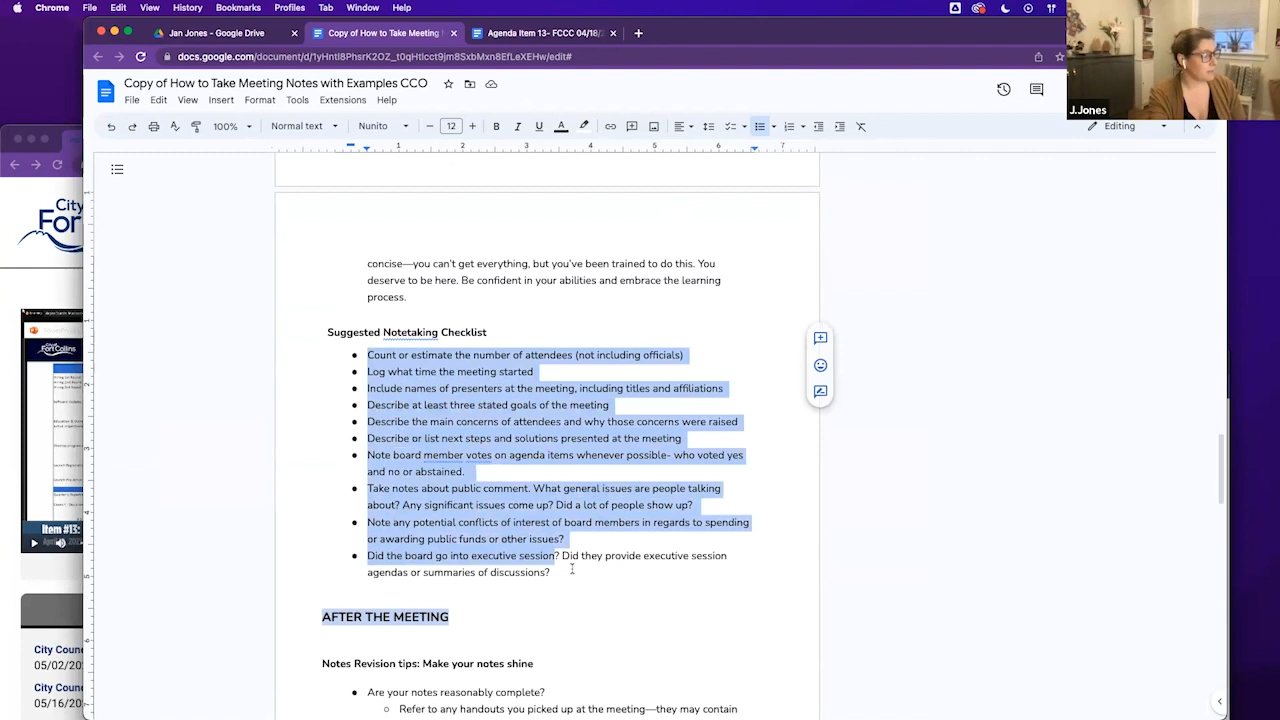 Chrome File Edit View History Bookmarks Profiles Tab Window Help
Jan Jones - Google Drive
Copy of How to Take Meeting
Agenda Item 13- FCCC 04/18/
docs.google.com/document/d/1yHntl8PhsrK2OZ_t0qHtlcct9jm8SxbMxn8EfLeXEHw/edit#
Copy of How to Take Meeting Notes with Examples CCO
File Edit View Insert Format Tools Extensions Help
100% Normal text Nunito 12 B I U A Editing
J.Jones
1 2 3 4 5 6 7
City
For
concise—you can't get everything, but you've been trained to do this. You
deserve to be here. Be confident in your abilities and embrace the learning
process.
Suggested Notetaking Checklist
● Count or estimate the number of attendees (not including officials)
● Log what time the meeting started
● Include names of presenters at the meeting, including titles and affiliations
● Describe at least three stated goals of the meeting
● Describe the main concerns of attendees and why those concerns were raised
● Describe or list next steps and solutions presented at the meeting
● Note board member votes on agenda items whenever possible- who voted yes
and no or abstained.
● Take notes about public comment. What general issues are people talking
about? Any significant issues come up? Did a lot of people show up?
● Note any potential conflicts of interest of board members in regards to spending
or awarding public funds or other issues?
● Did the board go into executive session? Did they provide executive session
agendas or summaries of discussions?
AFTER THE MEETING
Notes Revision tips: Make your notes shine
● Are your notes reasonably complete?
○ Refer to any handouts you picked up at the meeting—they may contain
Fort Collins
Item #13:
City Coun
05/02/20
City Counc
05/16/20